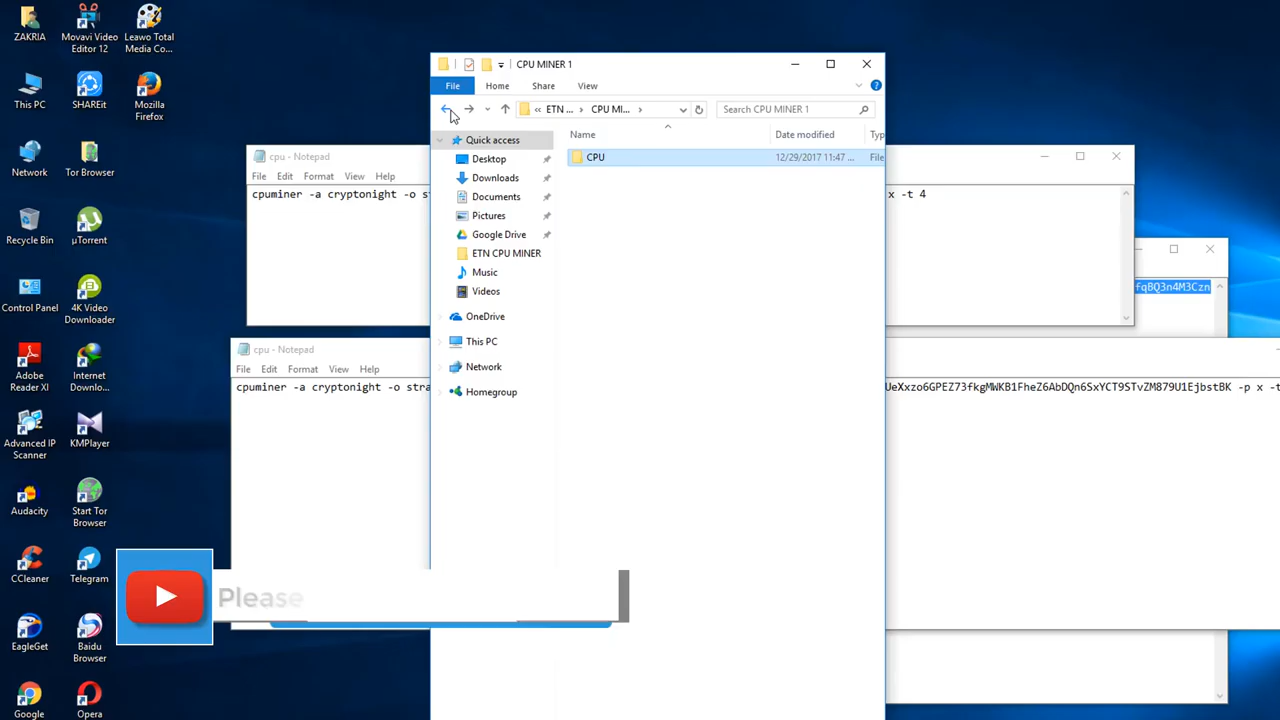 ZAKRIA
Movavi Video
Editor 12
Leawo Total
Media Co...
This PC
SHAREit
Mozilla
Firefox
Network
Tor Browser
Recycle Bin
µTorrent
Control Panel
4K Video
Downloader
Adobe
Reader XI
Internet
Downlo...
Advanced IP
Scanner
KMPlayer
Audacity
Start Tor
Browser
CCleaner
Telegram
EagleGet
Baidu
Browser
Google
Opera
cpu - Notepad
File Edit Format View Help
cpuminer -a cryptonight -o st
x -t 4
fqBQ3n4M3Czn
cpu - Notepad
File Edit Format View Help
cpuminer -a cryptonight -o stra
UeXxzo6GPEZ73fkgMWKB1FheZ6AbDQn6SxYCT9STvZM879U1EjbstBK -p x -t
CPU MINER 1
File Home Share View
« ETN ... › CPU MI... ›
Search CPU MINER 1
Name Date modified Typ
CPU 12/29/2017 11:47 ... File
Quick access
Desktop
Downloads
Documents
Pictures
Google Drive
ETN CPU MINER
Music
Videos
OneDrive
This PC
Network
Homegroup
Please